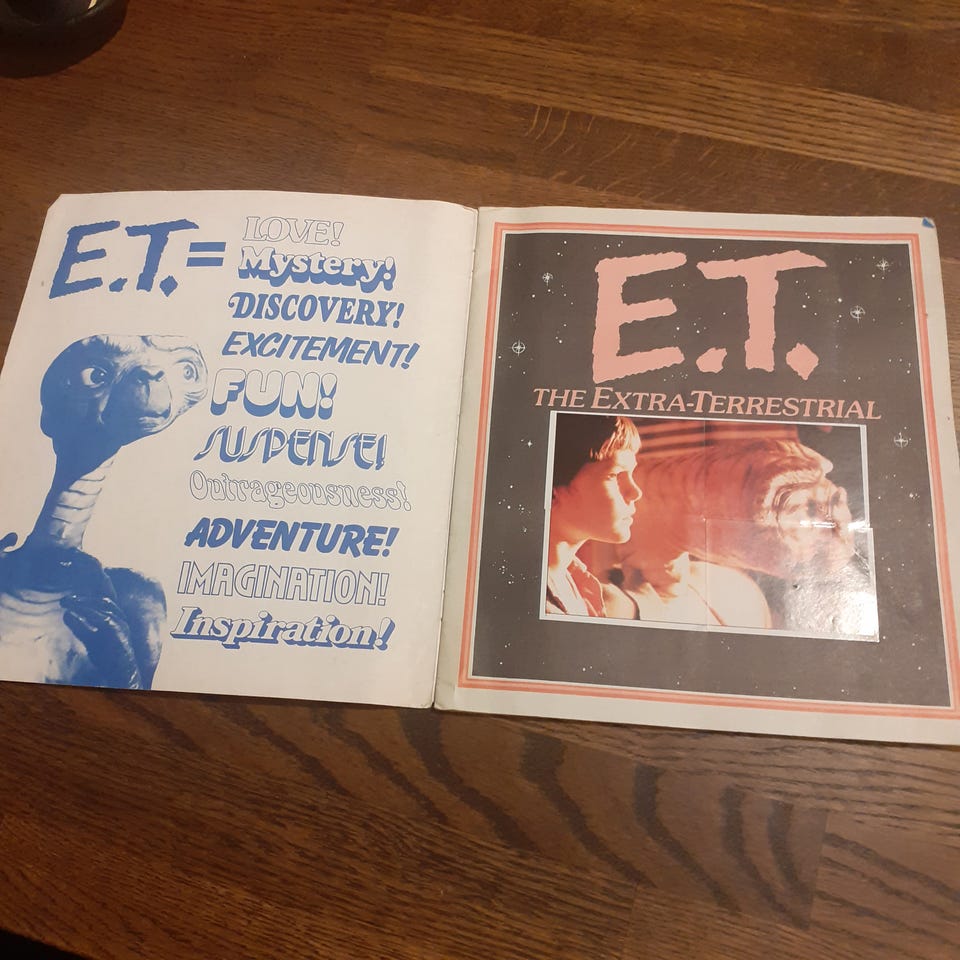 E.T. =
LOVE!
Mystery!
DISCOVERY!
EXCITEMENT!
FUN!
SUSPENSE!
Outrageousness!
ADVENTURE!
IMAGINATION!
Inspiration!
E.T.
THE EXTRA-TERRESTRIAL